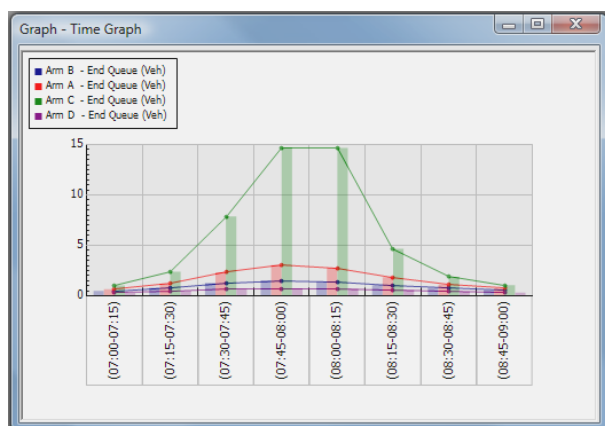 Graph - Time Graph
Arm B - End Queue (Veh)
Arm A - End Queue (Veh)
Arm C - End Queue (Veh)
Arm D - End Queue (Veh)
15
10
5
0
(07:00-07:15)
(07:15-07:30)
(07:30-07:45)
(07:45-08:00)
(08:00-08:15)
(08:15-08:30)
(08:30-08:45)
(08:45-09:00)